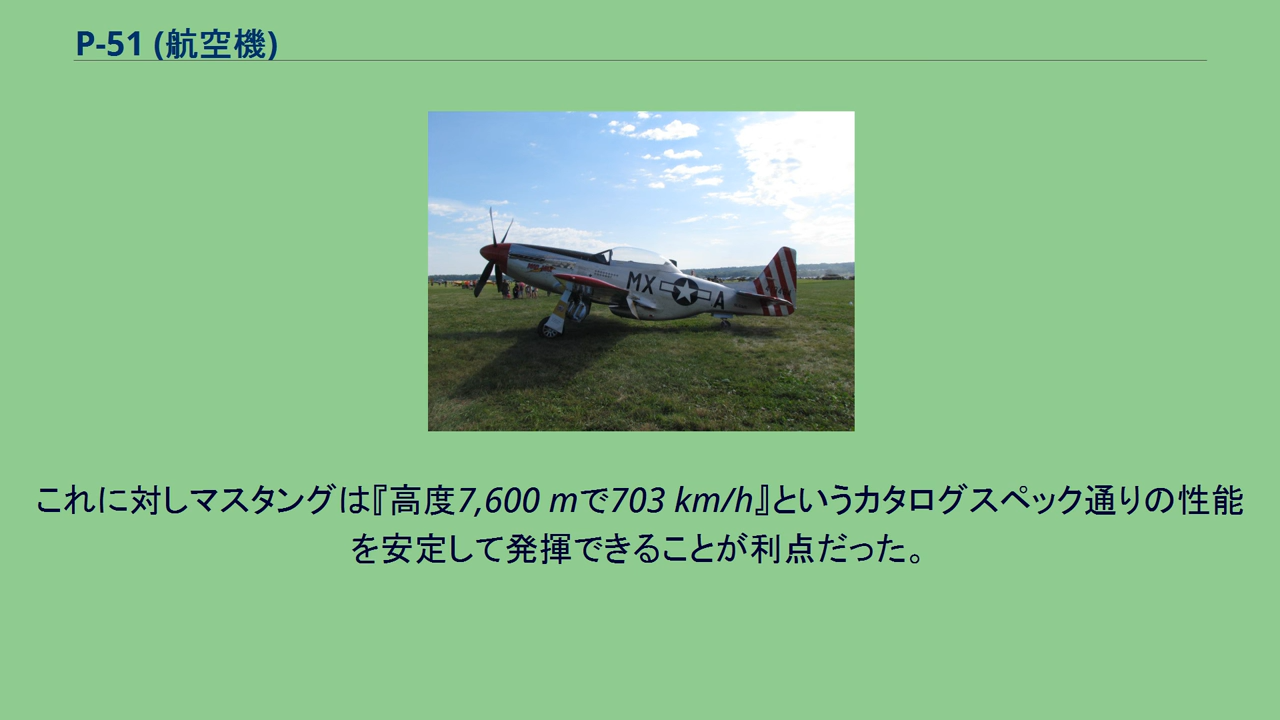 P-51 (航空機)
MX A
これに対しマスタングは『高度7,600 mで703 km/h』というカタログスペック通りの性能
を安定して発揮できることが利点だった。